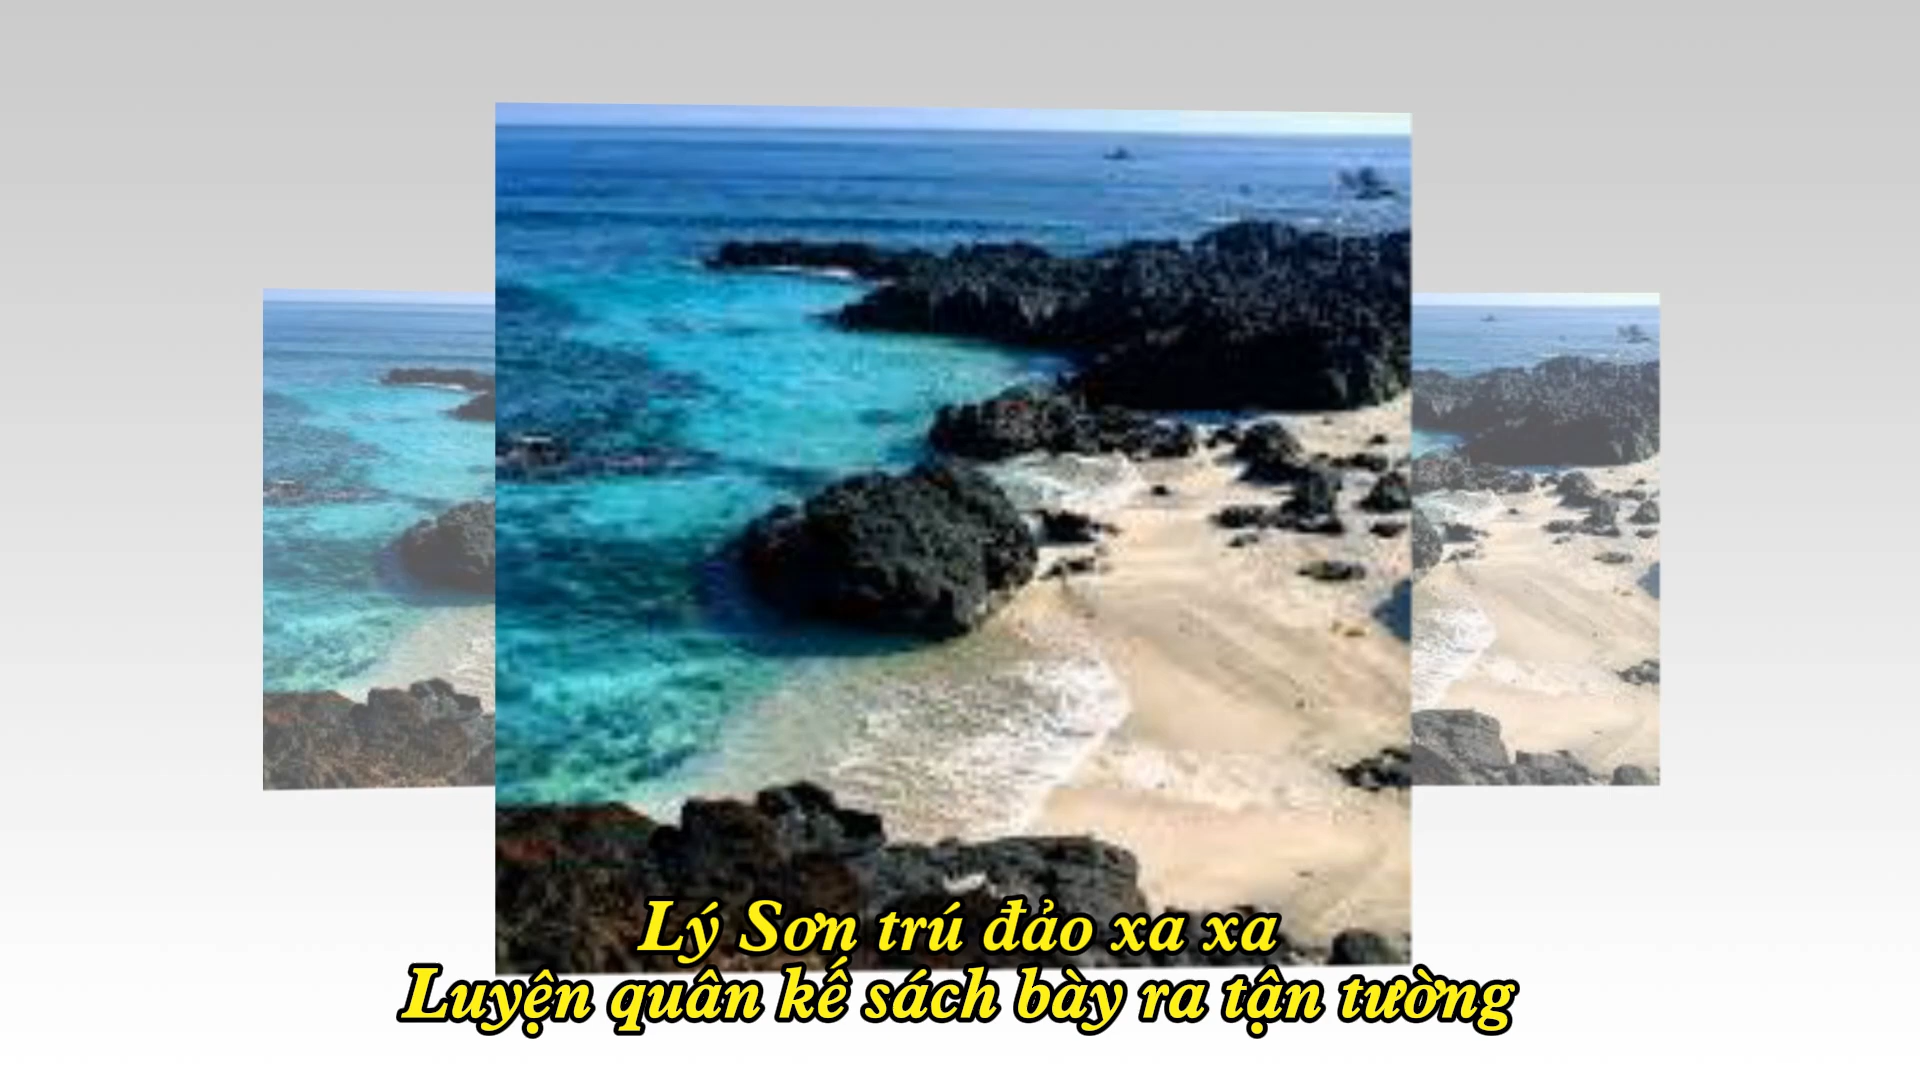 Lý Sơn trú đảo xa xa
Luyện quân kế sách bày ra tận tường